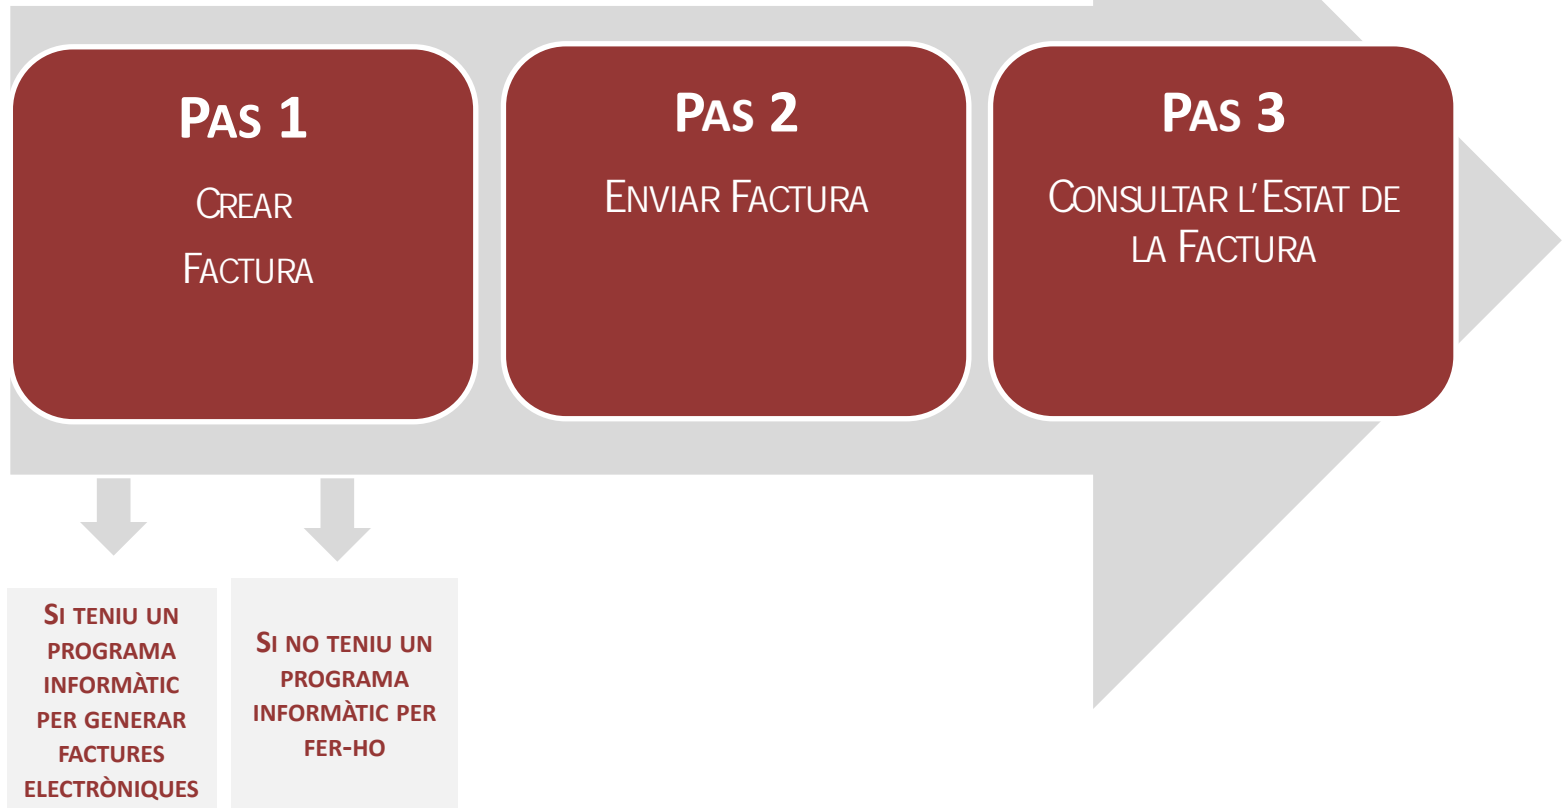 PAS 1
CREAR
FACTURA
PAS 2
ENVIAR FACTURA
PAS 3
CONSULTAR L'ESTAT DE
LA FACTURA
SI TENIU UN
PROGRAMA
INFORMÀTIC
PER GENERAR
FACTURES
ELECTRÒNIQUES
SI NO TENIU UN
PROGRAMA
INFORMÀTIC PER
FER-HO